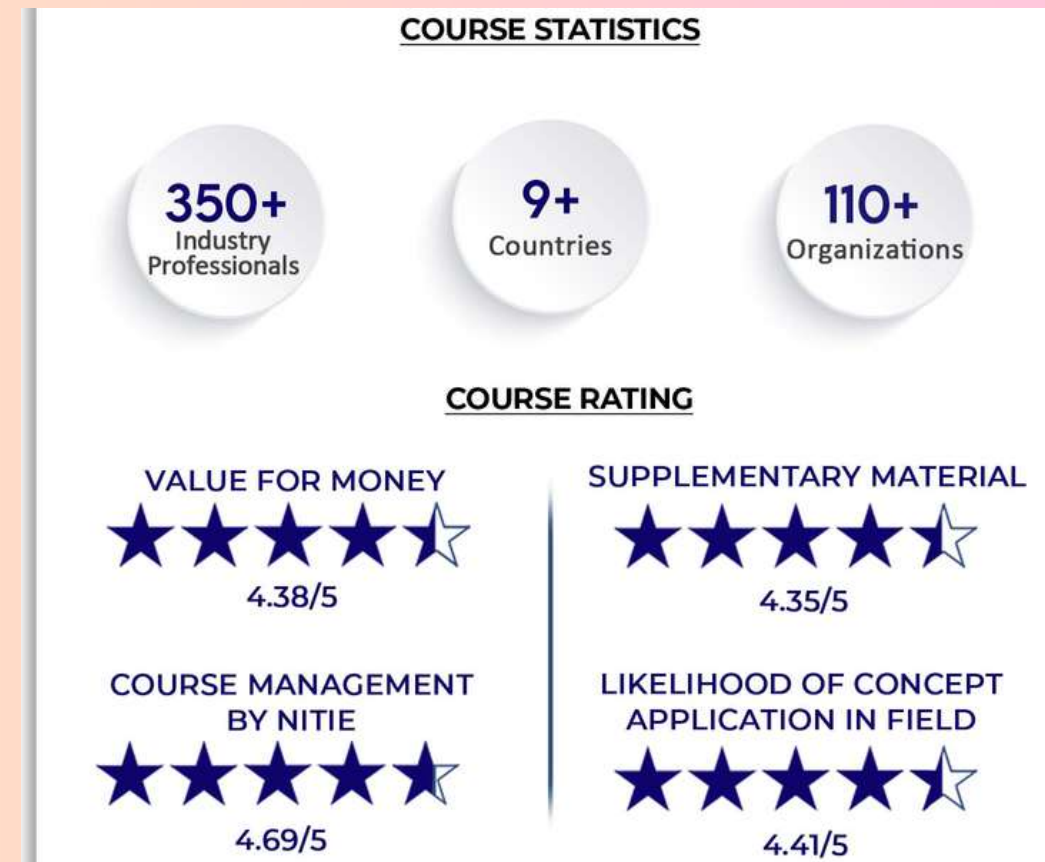 COURSE STATISTICS
350+
Industry
Professionals
9+
Countries
110+
Organizations
COURSE RATING
VALUE FOR MONEY
4.38/5
SUPPLEMENTARY MATERIAL
4.35/5
COURSE MANAGEMENT
BY NITIE
4.69/5
LIKELIHOOD OF CONCEPT
APPLICATION IN FIELD
4.41/5